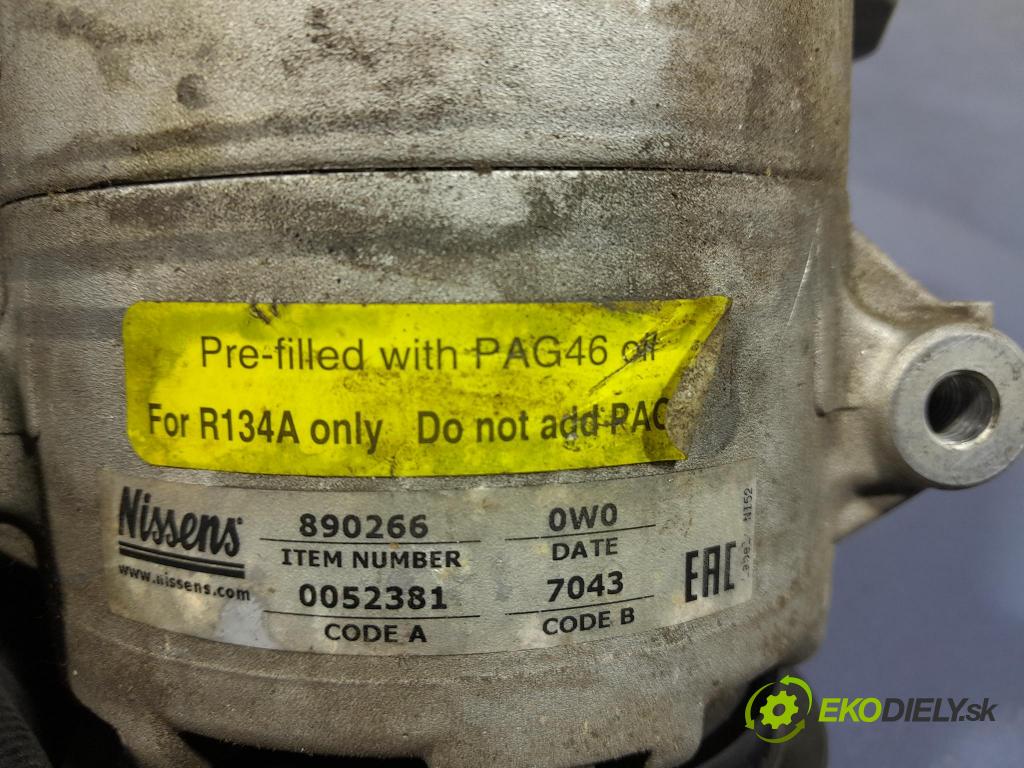 Pre-filled with PAG46 oil
For R134A only Do not add PAG
Nissens
www.nissens.com
890266
ITEM NUMBER
0052381
CODE A
0W0
DATE
7043
CODE B
EAC
N152
EKODIELY.sk